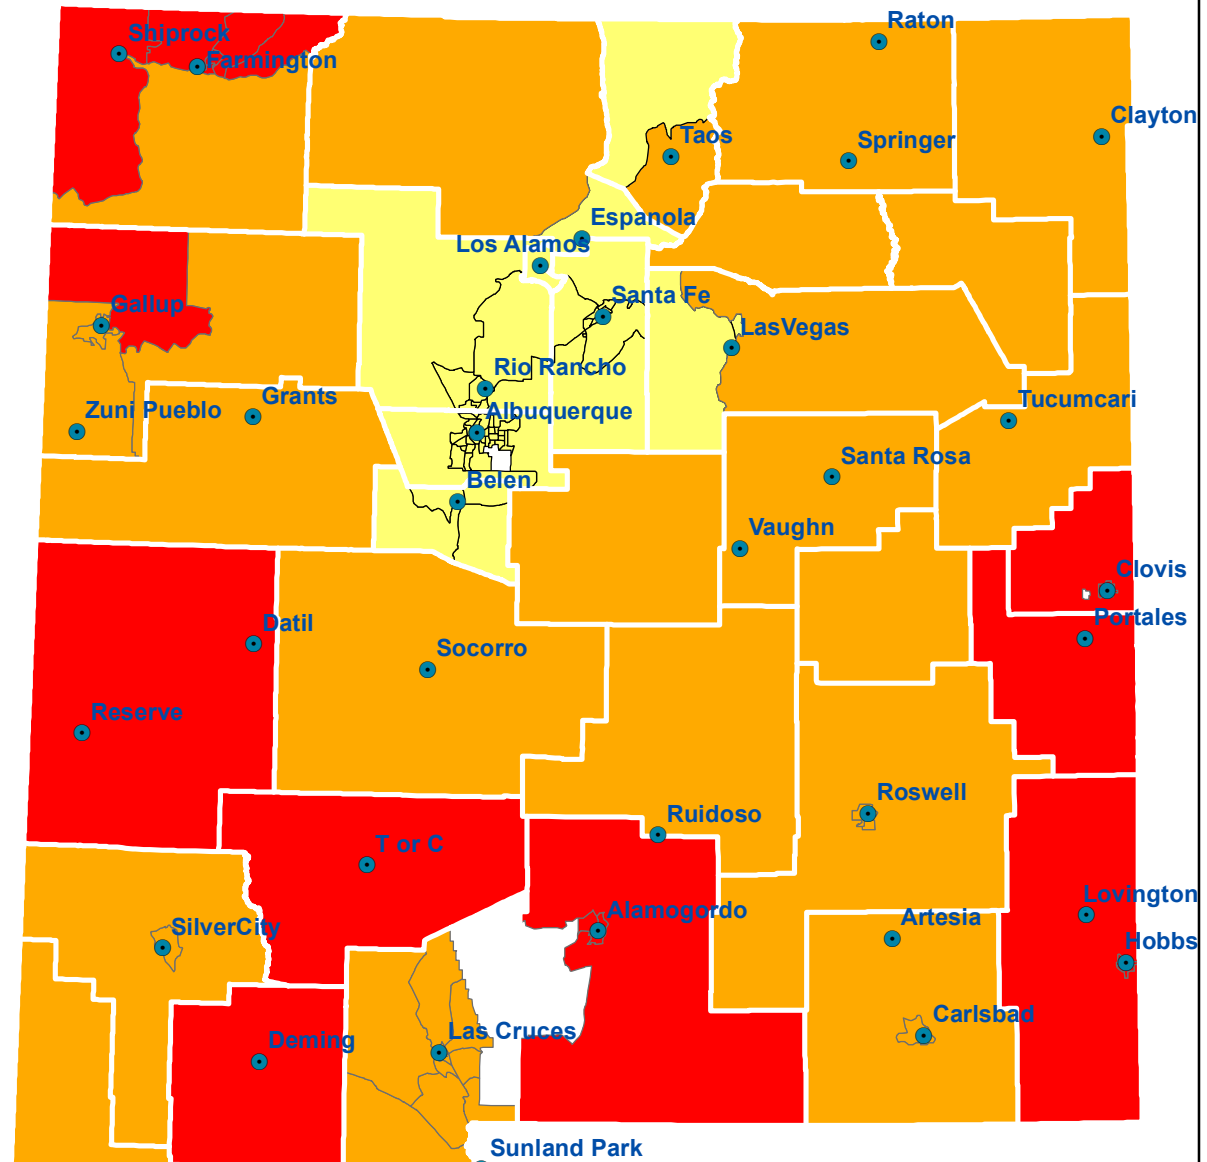 Raton
Shiprock
Farmington
Clayton
Taos
Springer
Espanola
Los Alamos
Santa Fe
Gallup
LasVegas
Rio Rancho
Grants
Tucumcari
Zuni Pueblo
Albuquerque
Santa Rosa
Belen
Vaughn
Clovis
Portales
Datil
Socorro
Reserve
Roswell
Ruidoso
T or C
Lovington
Alamogordo
Artesia
SilverCity
Hobbs
Carlsbad
Las Cruces
Deming
Sunland Park